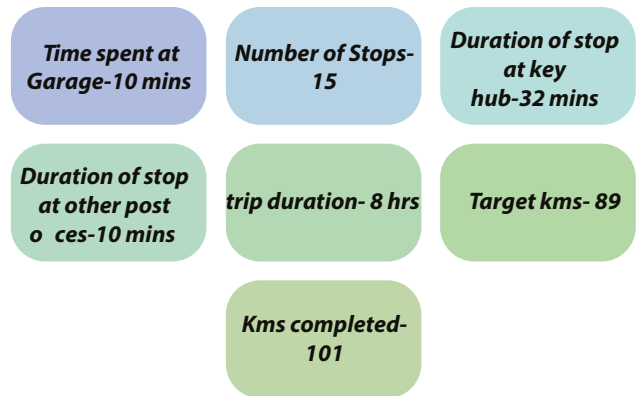 Time spent at
Garage-10 mins
Number of Stops-
15
Duration of stop
at key
hub-32 mins
Duration of stop
at other post
o ces-10 mins
trip duration- 8 hrs
Target kms- 89
Kms completed-
101